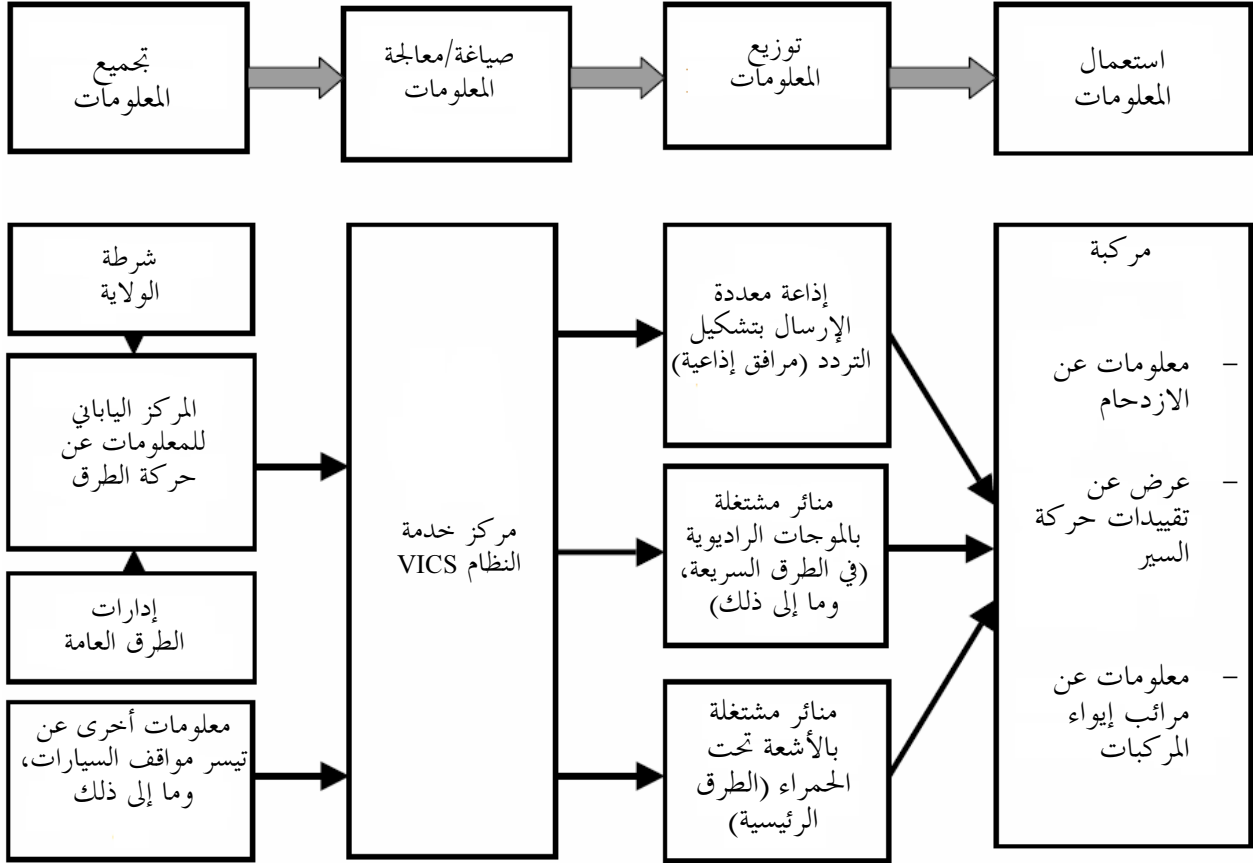 تجميع
المعلومات
صياغة/معالجة
المعلومات
توزيع
المعلومات
استعمال
المعلومات
شرطة
الولاية
المركز الياباني
للمعلومات عن
حركة الطرق
إدارات
الطرق العامة
معلومات أخرى عن
تيسر مواقف السيارات،
وما إلى ذلك
مركز خدمة
النظام VICS
إذاعة معددة
الإرسال بتشكيل
التردد (مرافق إذاعية)
منائر مشتغلة
بالموجات الراديوية
(في الطرق السريعة،
وما إلى ذلك)
منائر مشتغلة
بالأشعة تحت
الحمراء (الطرق
الرئيسية)
مركبة
– معلومات عن
الازدحام
– عرض عن
تقييدات حركة
السير
– معلومات عن
مرائب إيواء
المركبات